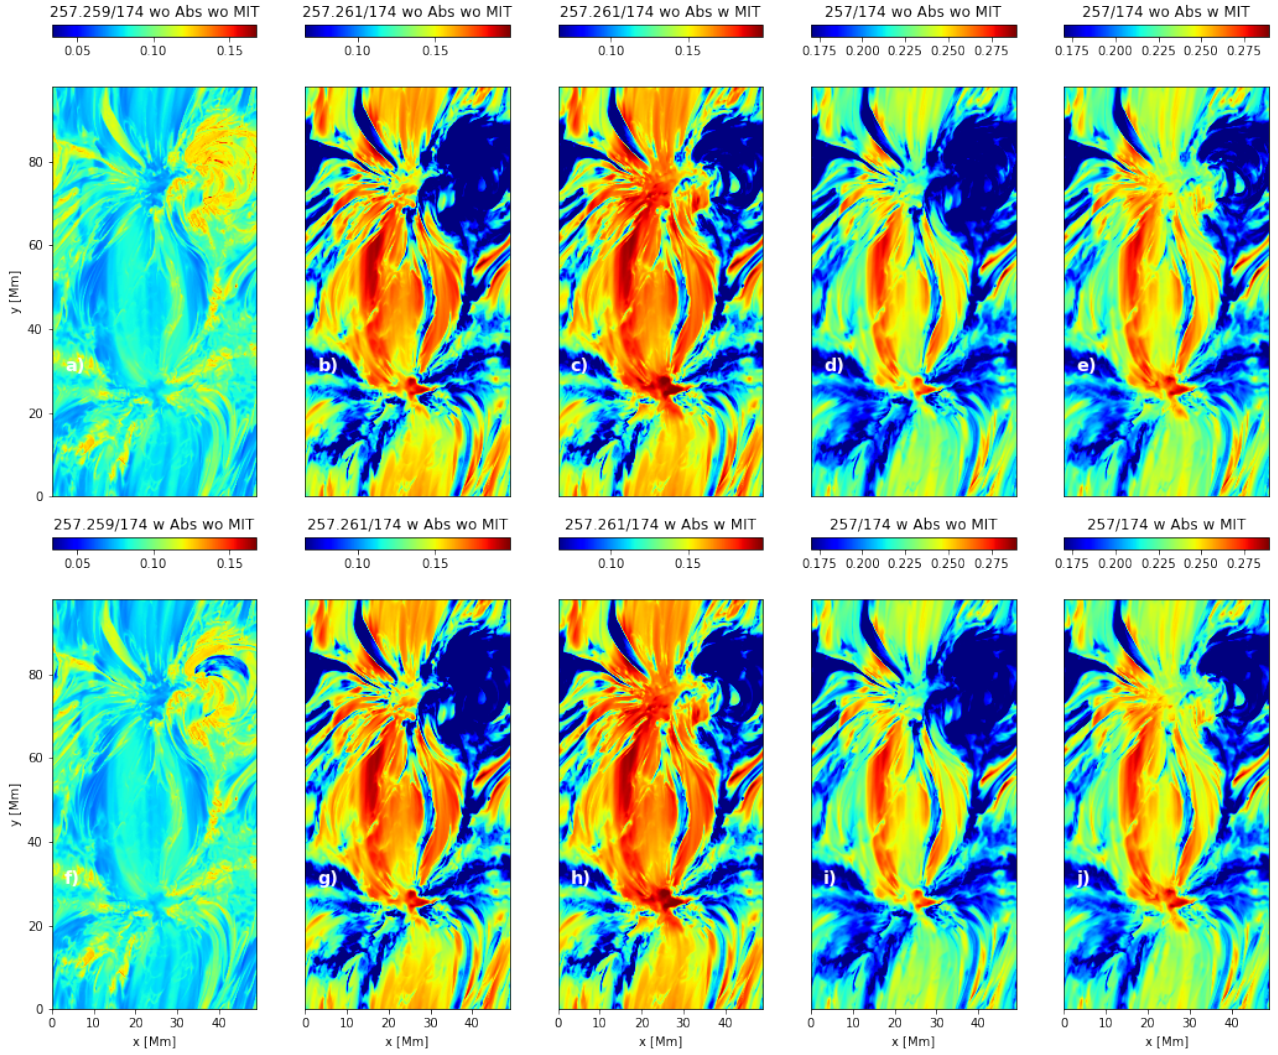 257.259/174 wo Abs wo MIT 257.261/174 wo Abs wo MIT 257.261/174 wo Abs w MIT 257/174 wo Abs wo MIT 257/174 wo Abs w MIT
0.05 0.10 0.15 0.10 0.15 0.10 0.15 0.175 0.200 0.225 0.250 0.275 0.175 0.200 0.225 0.250 0.275
80
60
y [Mm]
40
a) b) c) d) e)
20
0
257.259/174 w Abs wo MIT 257.261/174 w Abs wo MIT 257.261/174 w Abs w MIT 257/174 w Abs wo MIT 257/174 w Abs w MIT
0.05 0.10 0.15 0.10 0.15 0.10 0.15 0.175 0.200 0.225 0.250 0.275 0.175 0.200 0.225 0.250 0.275
80
60
y [Mm]
40
f) g) h) i) j)
20
0
0 10 20 30 40 0 10 20 30 40 0 10 20 30 40 0 10 20 30 40 0 10 20 30 40
x [Mm] x [Mm] x [Mm] x [Mm] x [Mm]